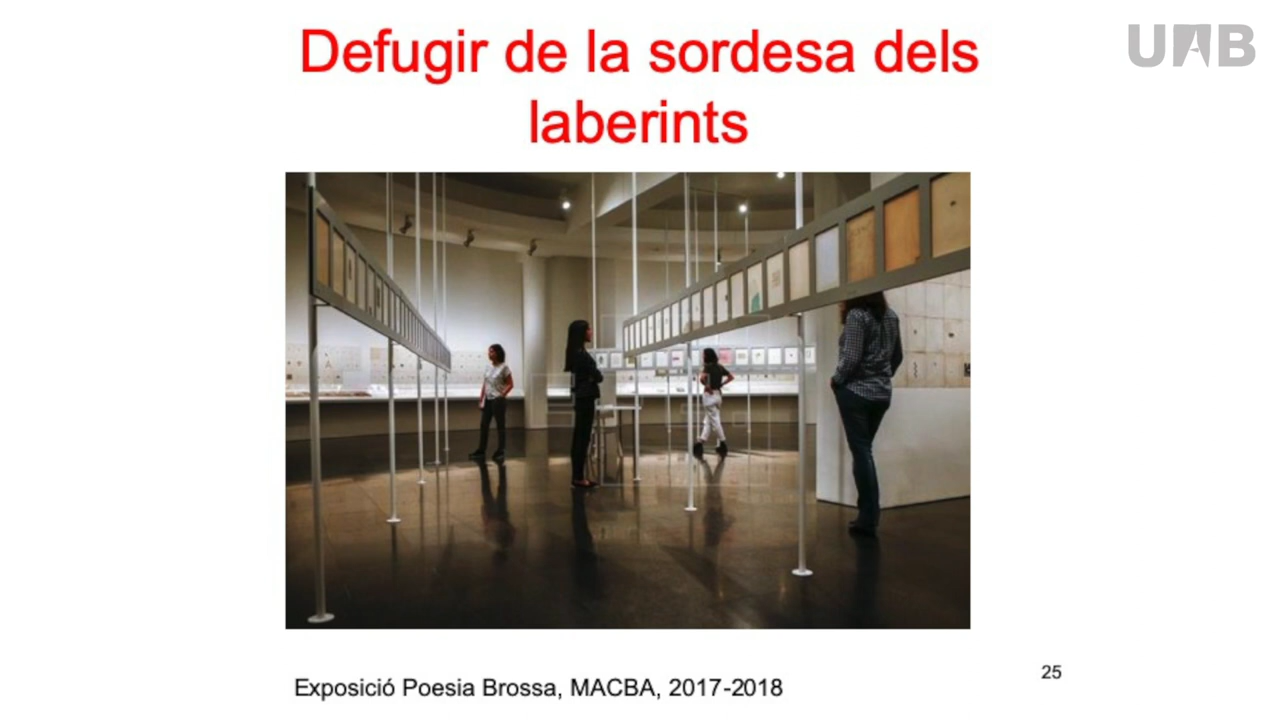 Defugir de la sordesa dels
laberints
UAB
Exposició Poesia Brossa, MACBA, 2017-2018
25